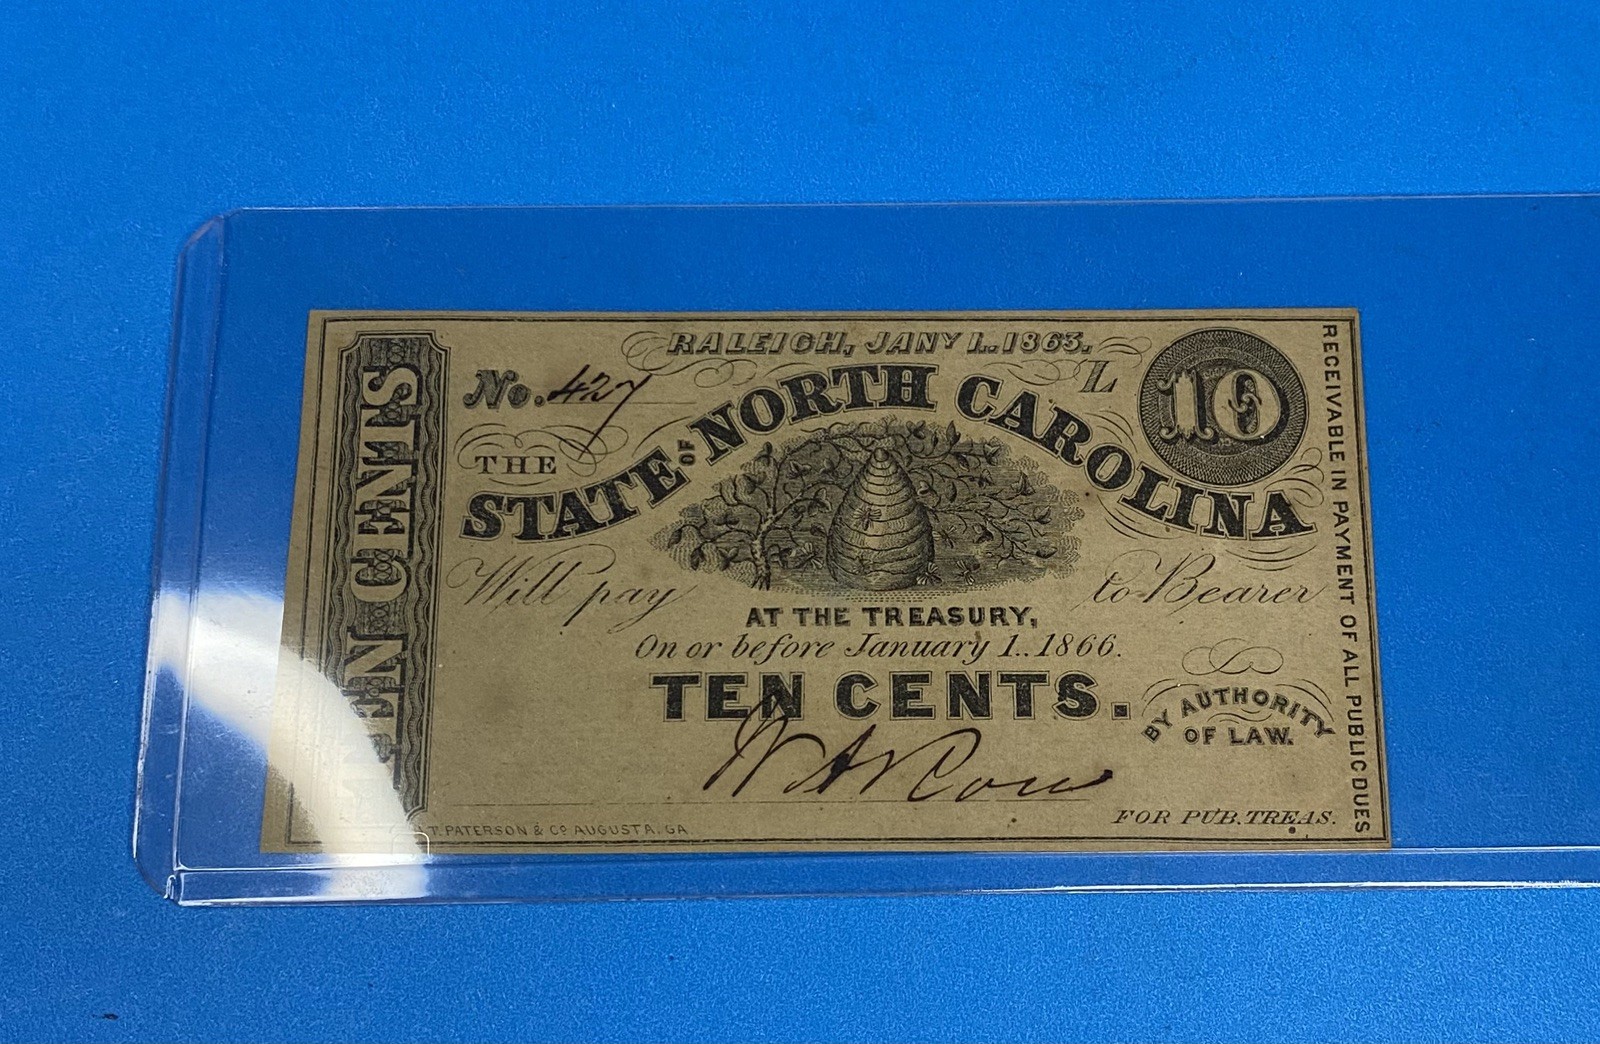 RALEIGH, JANY 1..1863.
No. 427
L
10
THE
STATE OF NORTH CAROLINA
Will pay to Bearer
AT THE TREASURY,
On or before January 1..1866.
TEN CENTS.
BY AUTHORITY
OF LAW.
FOR PUB. TREAS.
T. PATERSON & Co AUGUSTA. GA
TEN CENTS
RECEIVABLE IN PAYMENT OF ALL PUBLIC DUES